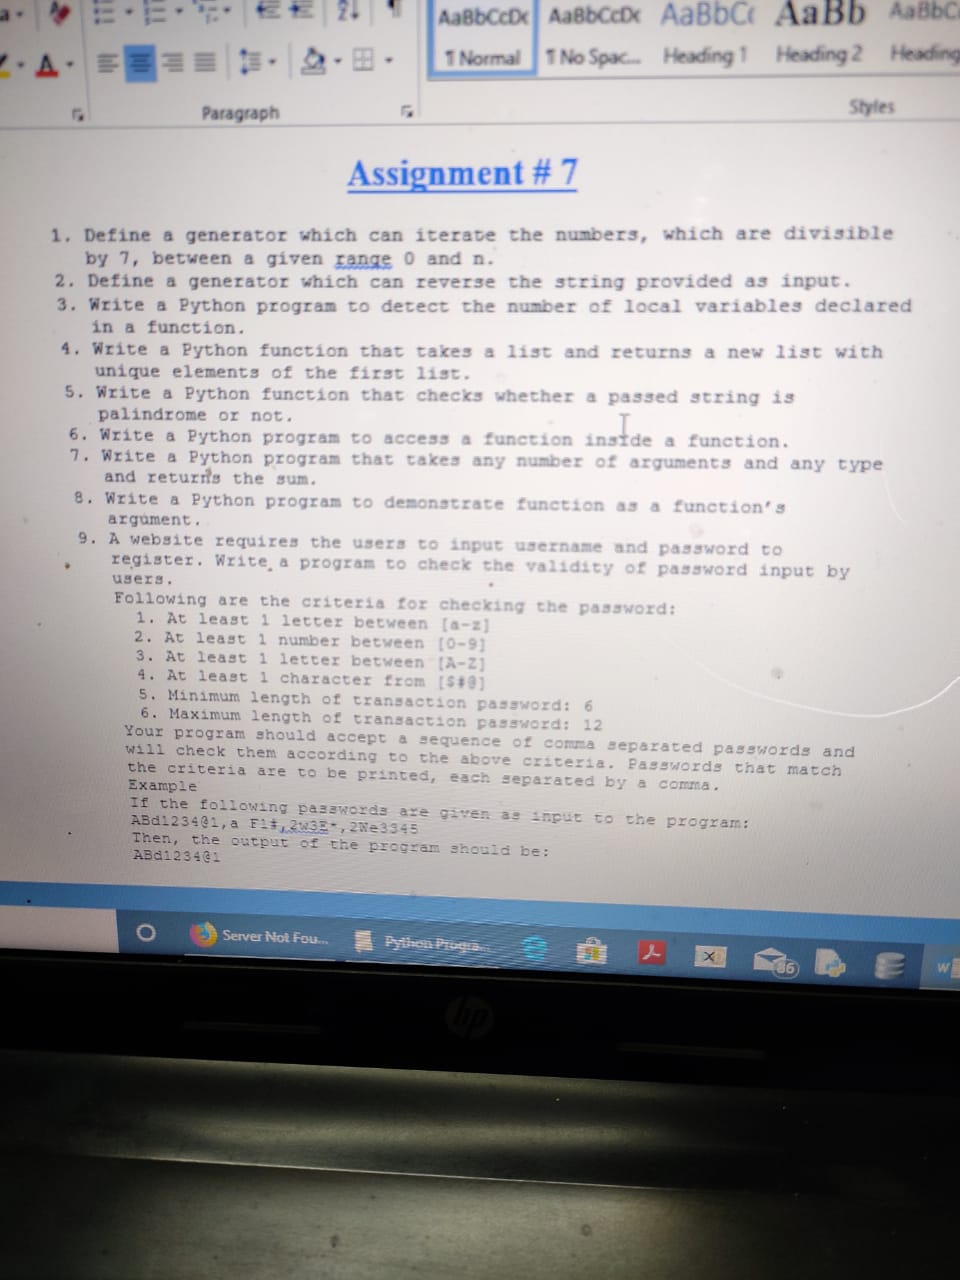 AaBbCcDc AaBbCcDc AaBbC AaBb AaBbC
¶ Normal ¶ No Spac... Heading 1 Heading 2 Heading
Paragraph
Styles
Assignment # 7
1. Define a generator which can iterate the numbers, which are divisible
by 7, between a given range 0 and n.
2. Define a generator which can reverse the string provided as input.
3. Write a Python program to detect the number of local variables declared
in a function.
4. Write a Python function that takes a list and returns a new list with
unique elements of the first list.
5. Write a Python function that checks whether a passed string is
palindrome or not.
6. Write a Python program to access a function inside a function.
7. Write a Python program that takes any number of arguments and any type
and returns the sum.
8. Write a Python program to demonstrate function as a function's
argument.
9. A website requires the users to input username and password to
register. Write a program to check the validity of password input by
users.
Following are the criteria for checking the password:
1. At least 1 letter between [a-z]
2. At least 1 number between [0-9]
3. At least 1 letter between [A-Z]
4. At least 1 character from [$#@]
5. Minimum length of transaction password: 6
6. Maximum length of transaction password: 12
Your program should accept a sequence of comma separated passwords and
will check them according to the above criteria. Passwords that match
the criteria are to be printed, each separated by a comma.
Example
If the following passwords are given as input to the program:
ABd1234@1,a F1#,2w3E*,2We3345
Then, the output of the program should be:
ABd1234@1
Server Not Fou... Python Progra... 86
hp